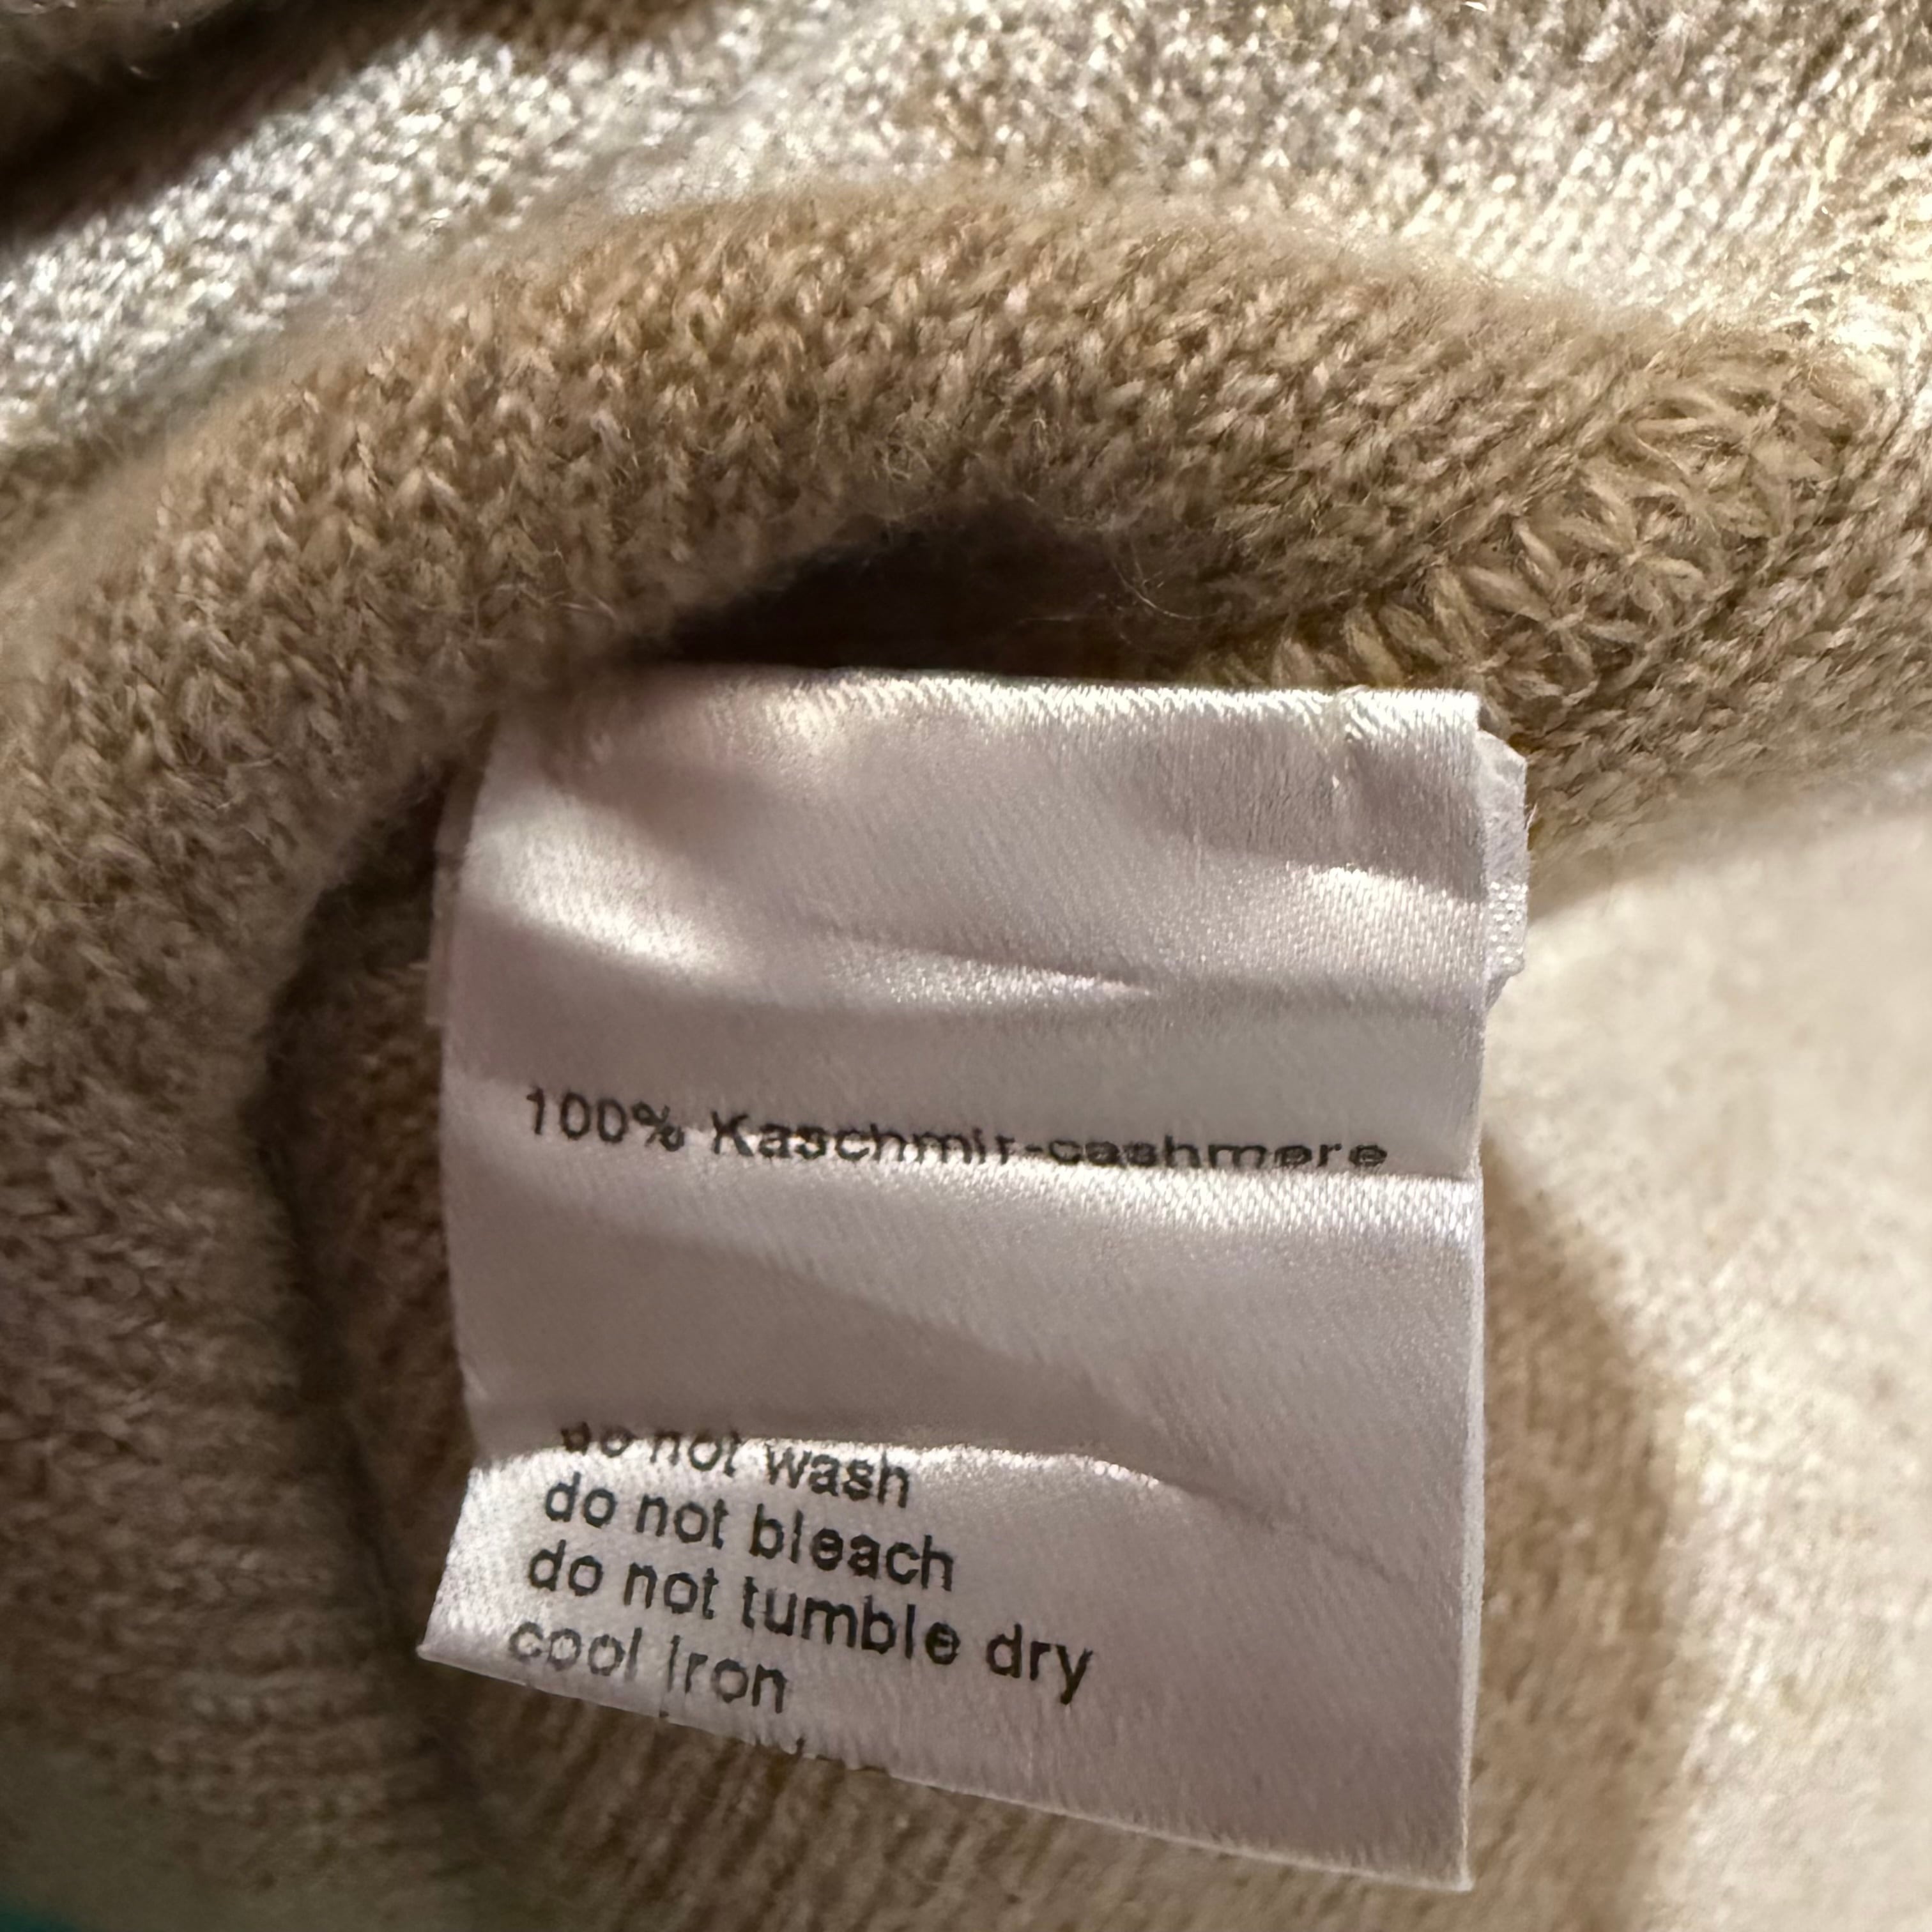 100% Kaschmir-cashmere
do not wash
do not bleach
do not tumble dry
cool iron